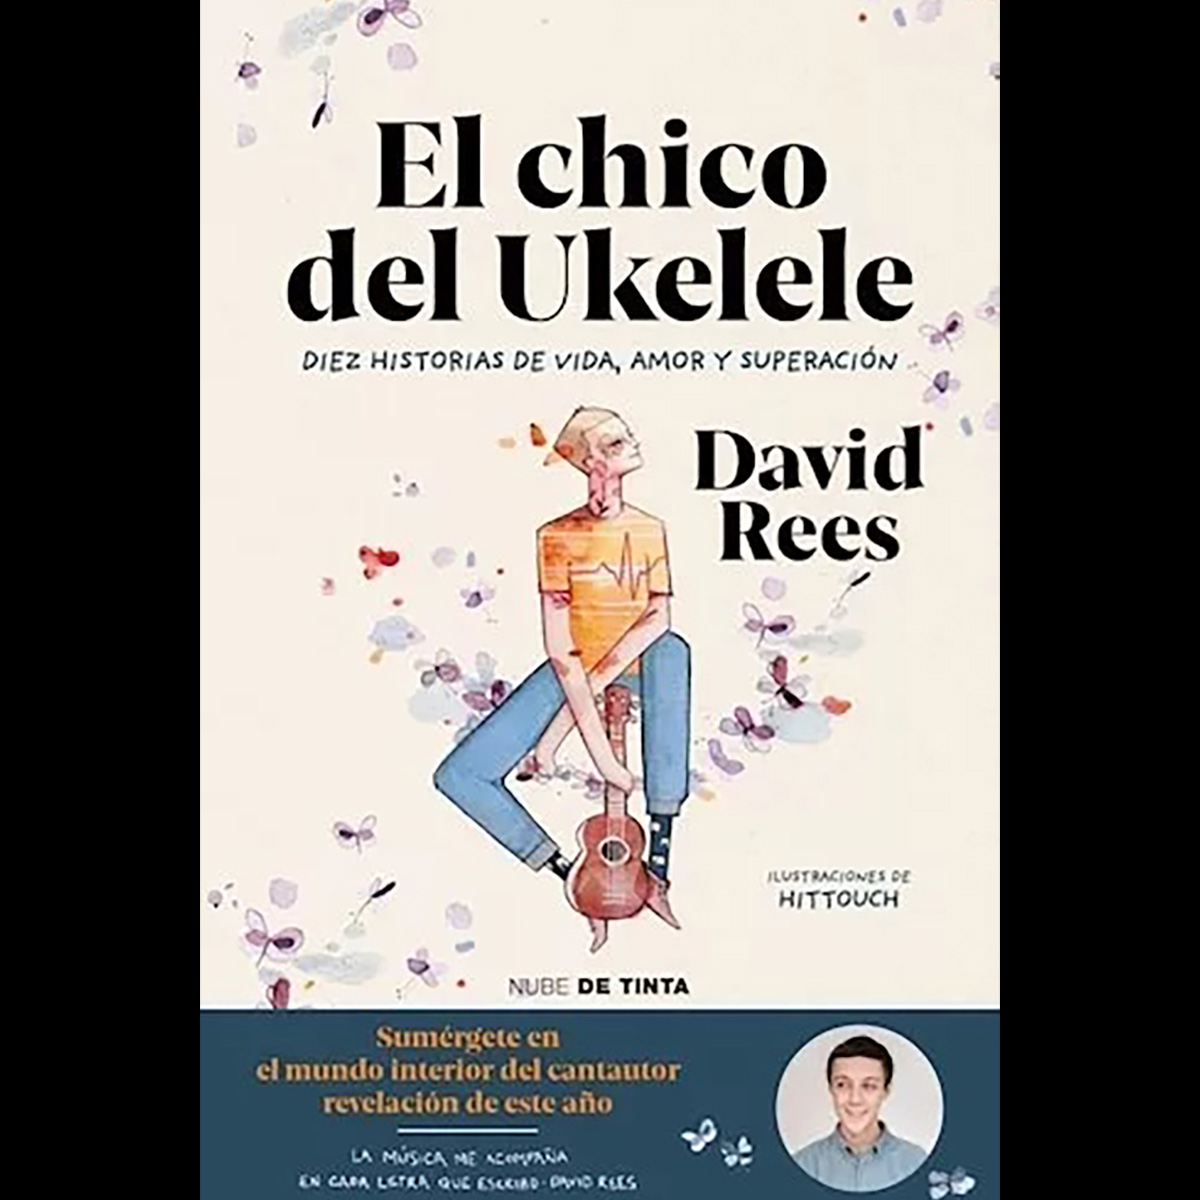 El chico
del Ukelele
DIEZ HISTORIAS DE VIDA, AMOR Y SUPERACIÓN
David
Rees
ILUSTRACIONES DE
HITTOUCH
NUBE DE TINTA
Sumérgete en
el mundo interior del cantautor
revelación de este año
LA MÚSICA ME ACOMPAÑA
EN CADA LETRA QUE ESCRIBO - DAVID REES